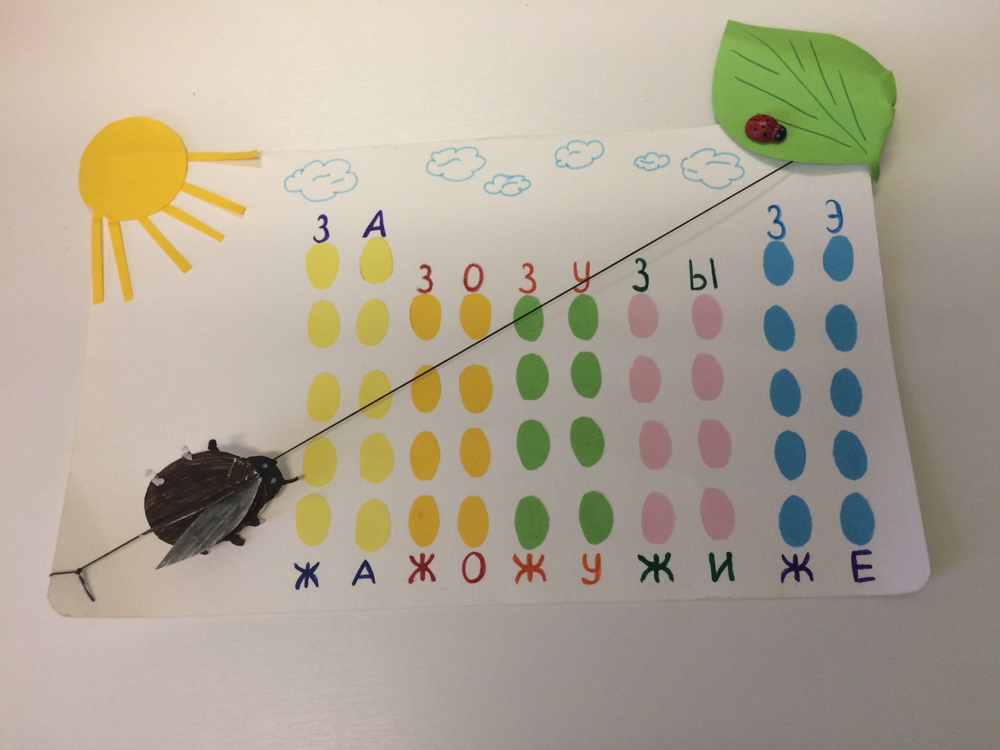 З А З О З У З Ы З Э
Ж А Ж О Ж У Ж И Ж Е